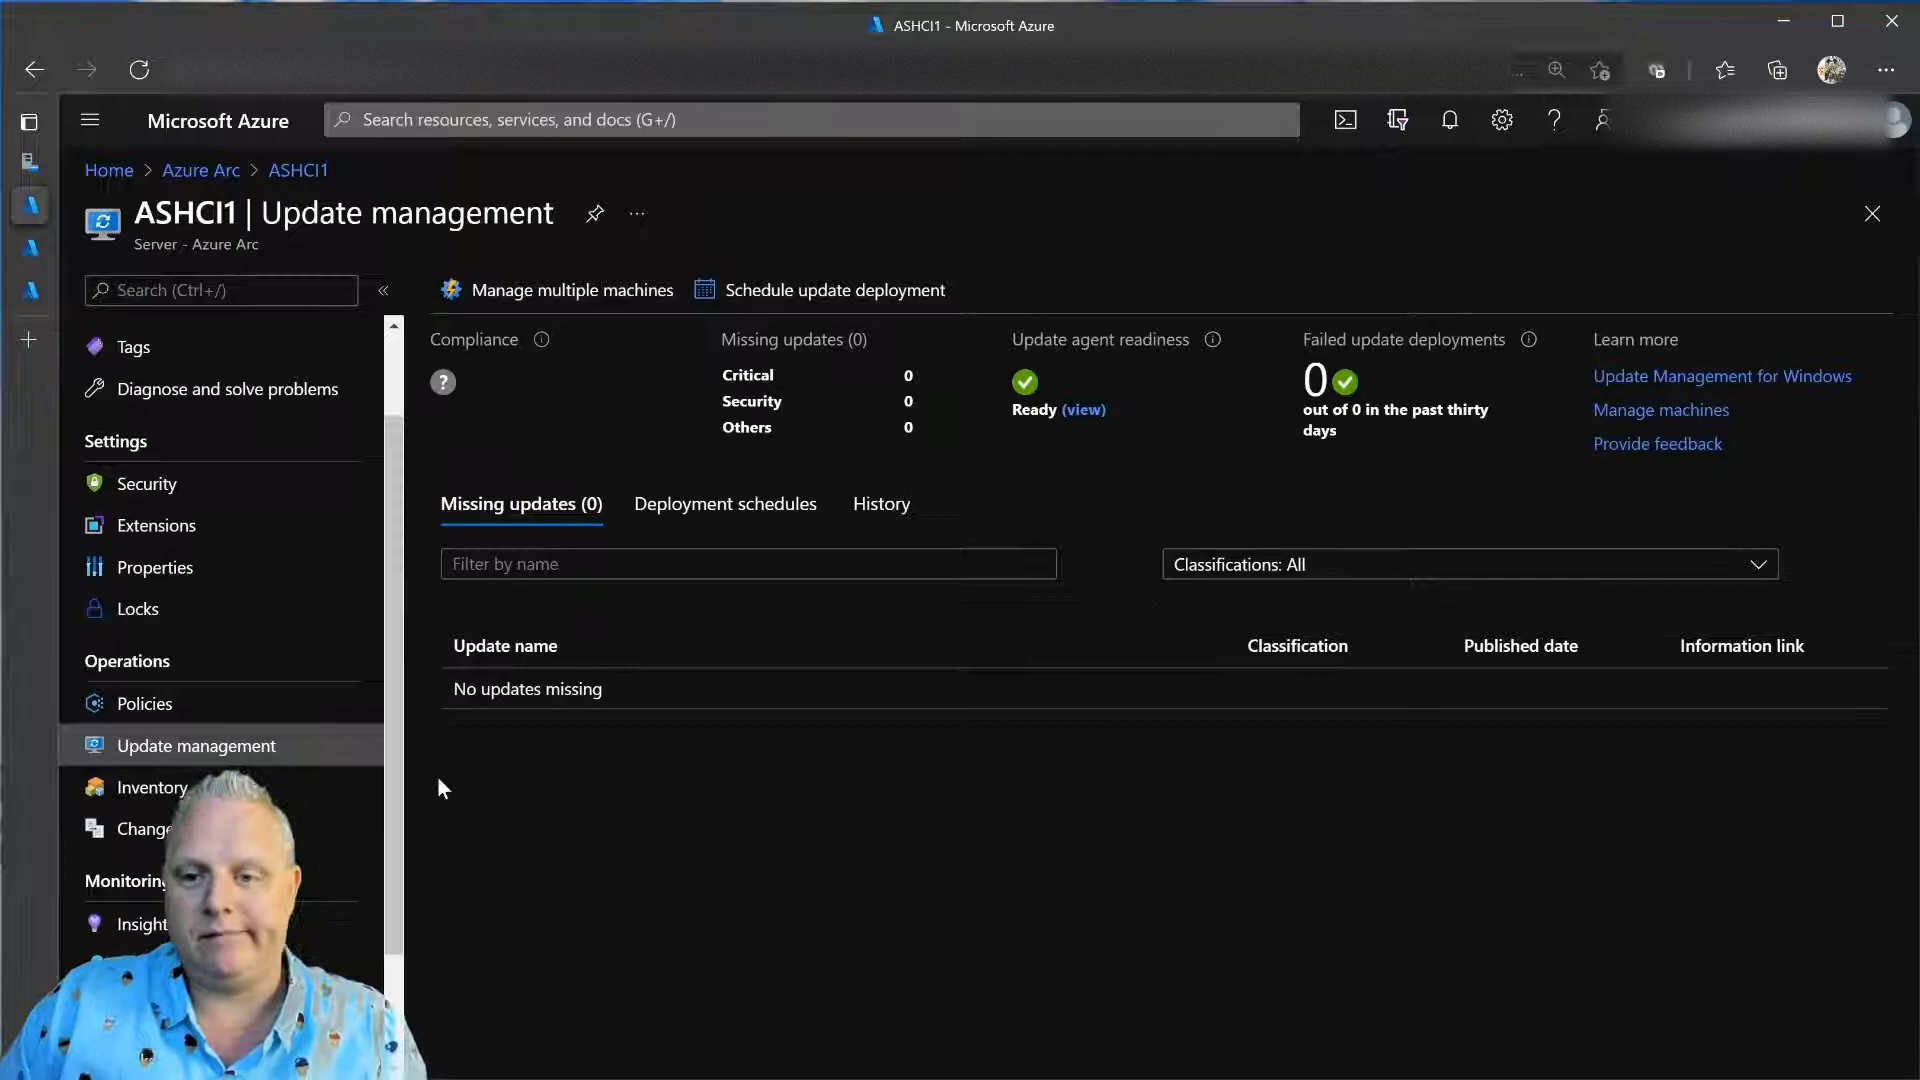 ASHCI1 - Microsoft Azure
Microsoft Azure
Search resources, services, and docs (G+/)
Home > Azure Arc > ASHCI1
ASHCI1 | Update management
Server - Azure Arc
Search (Ctrl+/)
Manage multiple machines
Schedule update deployment
Tags
Diagnose and solve problems
Settings
Security
Extensions
Properties
Locks
Operations
Policies
Update management
Inventory
Change
Monitoring
Insight
Compliance
Missing updates (0)
Critical 0
Security 0
Others 0
Update agent readiness
Ready (view)
Failed update deployments
0
out of 0 in the past thirty
days
Learn more
Update Management for Windows
Manage machines
Provide feedback
Missing updates (0)
Deployment schedules
History
Filter by name
Classifications: All
Update name
Classification
Published date
Information link
No updates missing